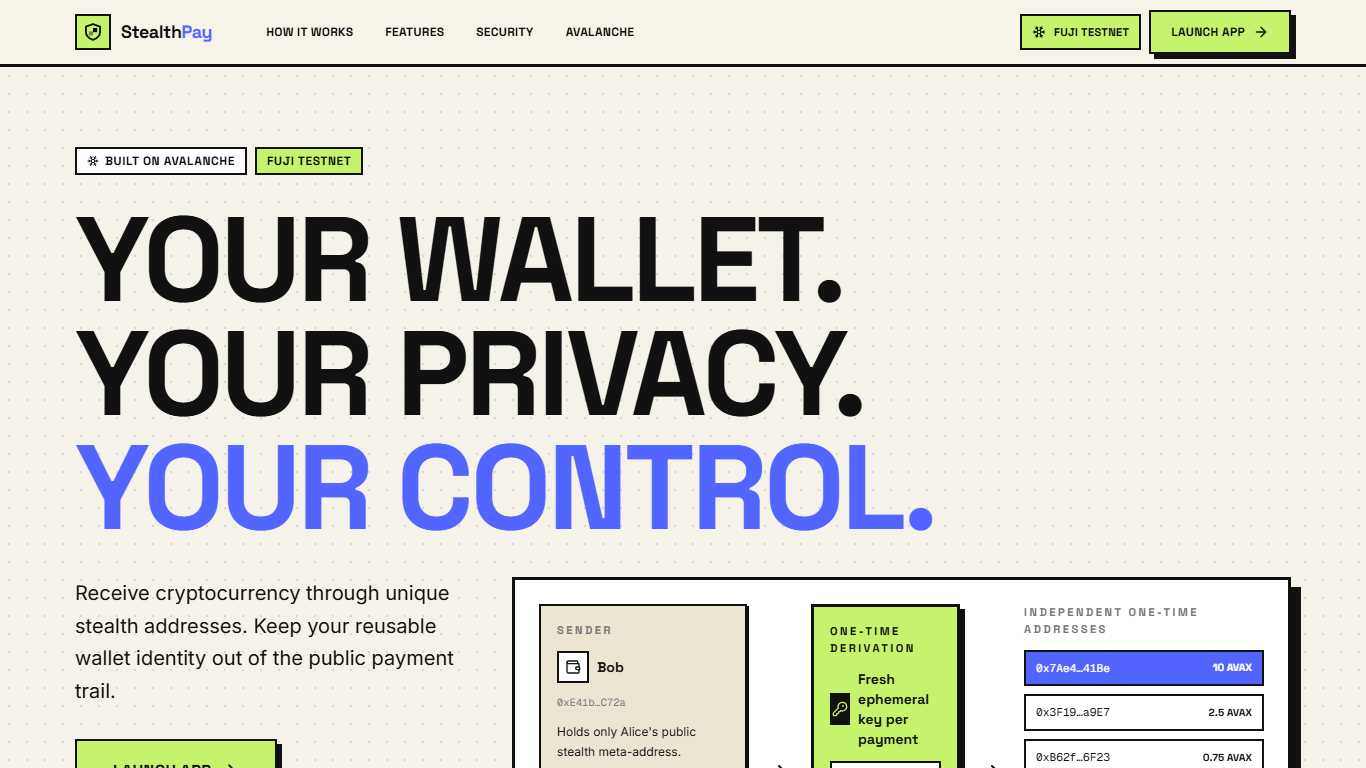 StealthPay
HOW IT WORKS
FEATURES
SECURITY
AVALANCHE
FUJI TESTNET
LAUNCH APP
BUILT ON AVALANCHE
FUJI TESTNET
YOUR WALLET.
YOUR PRIVACY.
YOUR CONTROL.
Receive cryptocurrency through unique
stealth addresses. Keep your reusable
wallet identity out of the public payment
trail.
LAUNCH APP
SENDER
Bob
0xE41b…C72a
Holds only Alice's public
stealth meta-address.
ONE-TIME
DERIVATION
Fresh
ephemeral
key per
payment
INDEPENDENT ONE-TIME
ADDRESSES
0x7Ae4…41Be
10 AVAX
0x3F19…a9E7
2.5 AVAX
0xB62f…6F23
0.75 AVAX